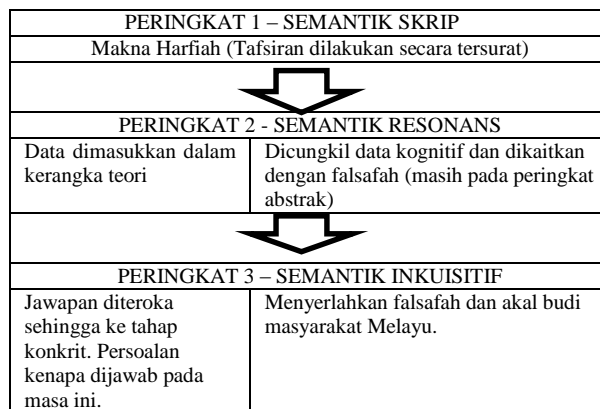 PERINGKAT 1 – SEMANTIK SKRIP
Makna Harfiah (Tafsiran dilakukan secara tersurat)
PERINGKAT 2 - SEMANTIK RESONANS
Data dimasukkan dalam
kerangka teori
Dicungkil data kognitif dan dikaitkan
dengan falsafah (masih pada peringkat
abstrak)
PERINGKAT 3 – SEMANTIK INKUISITIF
Jawapan diteroka
sehingga ke tahap
konkrit. Persoalan
kenapa dijawab pada
masa ini.
Menyerlahkan falsafah dan akal budi
masyarakat Melayu.